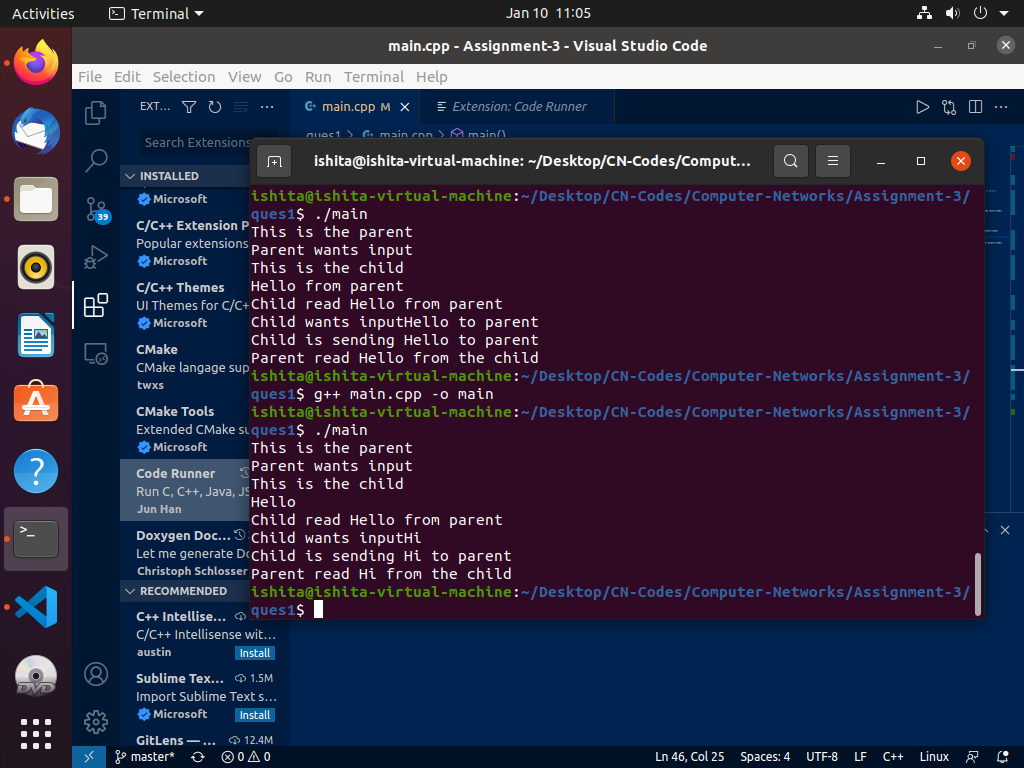 Activities
Terminal
Jan 10 11:05
main.cpp - Assignment-3 - Visual Studio Code
File Edit Selection View Go Run Terminal Help
EXT...
main.cpp M
Extension: Code Runner
Search Extensions
ques1 > main.cpp > main()
INSTALLED
Microsoft
C/C++ Extension P
Popular extensions
Microsoft
C/C++ Themes
UI Themes for C/C+
Microsoft
CMake
CMake langage sup
twxs
CMake Tools
Extended CMake su
Microsoft
Code Runner
Run C, C++, Java, JS
Jun Han
Doxygen Doc...
Let me generate Do
Christoph Schlosser
RECOMMENDED
C++ Intellise...
C/C++ Intellisense wit...
austin
Install
Sublime Tex... 1.5M
Import Sublime Text s...
Microsoft
Install
GitLens — ... 12.4M
39
ishita@ishita-virtual-machine: ~/Desktop/CN-Codes/Comput...
ishita@ishita-virtual-machine:~/Desktop/CN-Codes/Computer-Networks/Assignment-3/
ques1$ ./main
This is the parent
Parent wants input
This is the child
Hello from parent
Child read Hello from parent
Child wants inputHello to parent
Child is sending Hello to parent
Parent read Hello from the child
ishita@ishita-virtual-machine:~/Desktop/CN-Codes/Computer-Networks/Assignment-3/
ques1$ g++ main.cpp -o main
ishita@ishita-virtual-machine:~/Desktop/CN-Codes/Computer-Networks/Assignment-3/
ques1$ ./main
This is the parent
Parent wants input
This is the child
Hello
Child read Hello from parent
Child wants inputHi
Child is sending Hi to parent
Parent read Hi from the child
ishita@ishita-virtual-machine:~/Desktop/CN-Codes/Computer-Networks/Assignment-3/
ques1$
DVD
master* 0 0
Ln 46, Col 25 Spaces: 4 UTF-8 LF C++ Linux